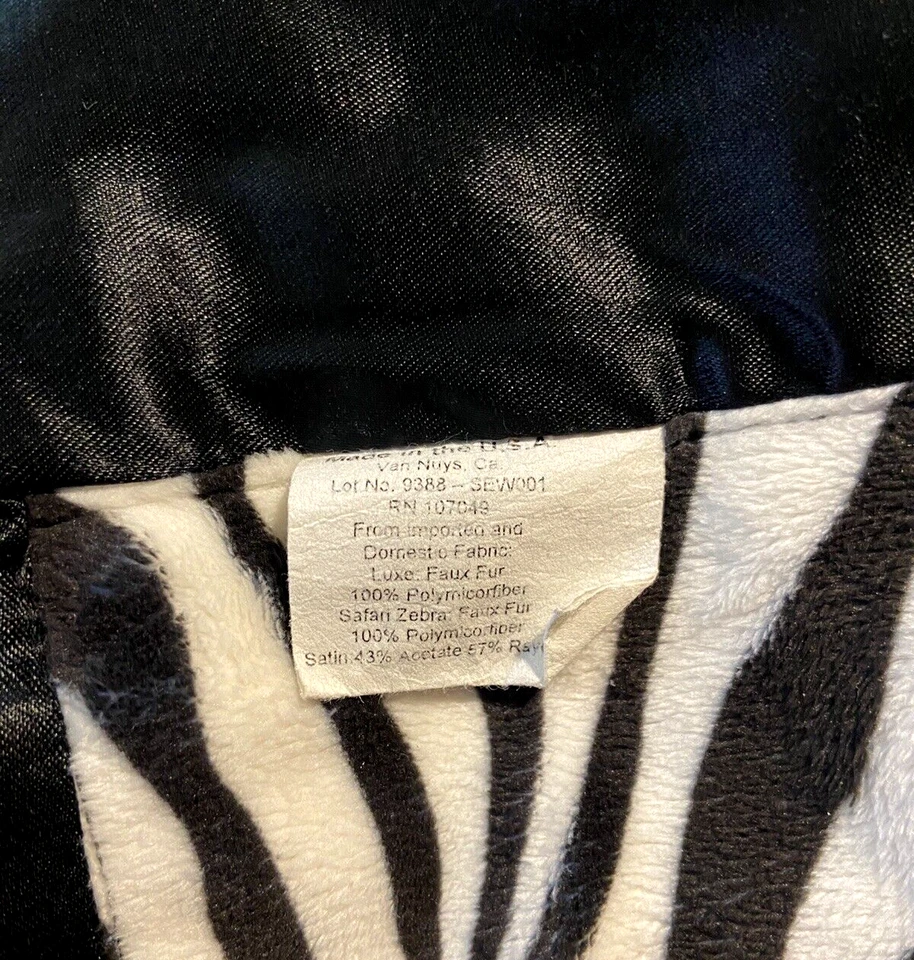 Made in the U.S.A
Van Nuys, Ca.
Lot No. 9388 - SEW001
RN 107049
From imported and
Domestic Fabric:
Luxe: Faux Fur
100% Polymicorfiber
Safari Zebra: Faux Fur
100% Polymicorfiber
Satin 43% Acetate 57% Ray